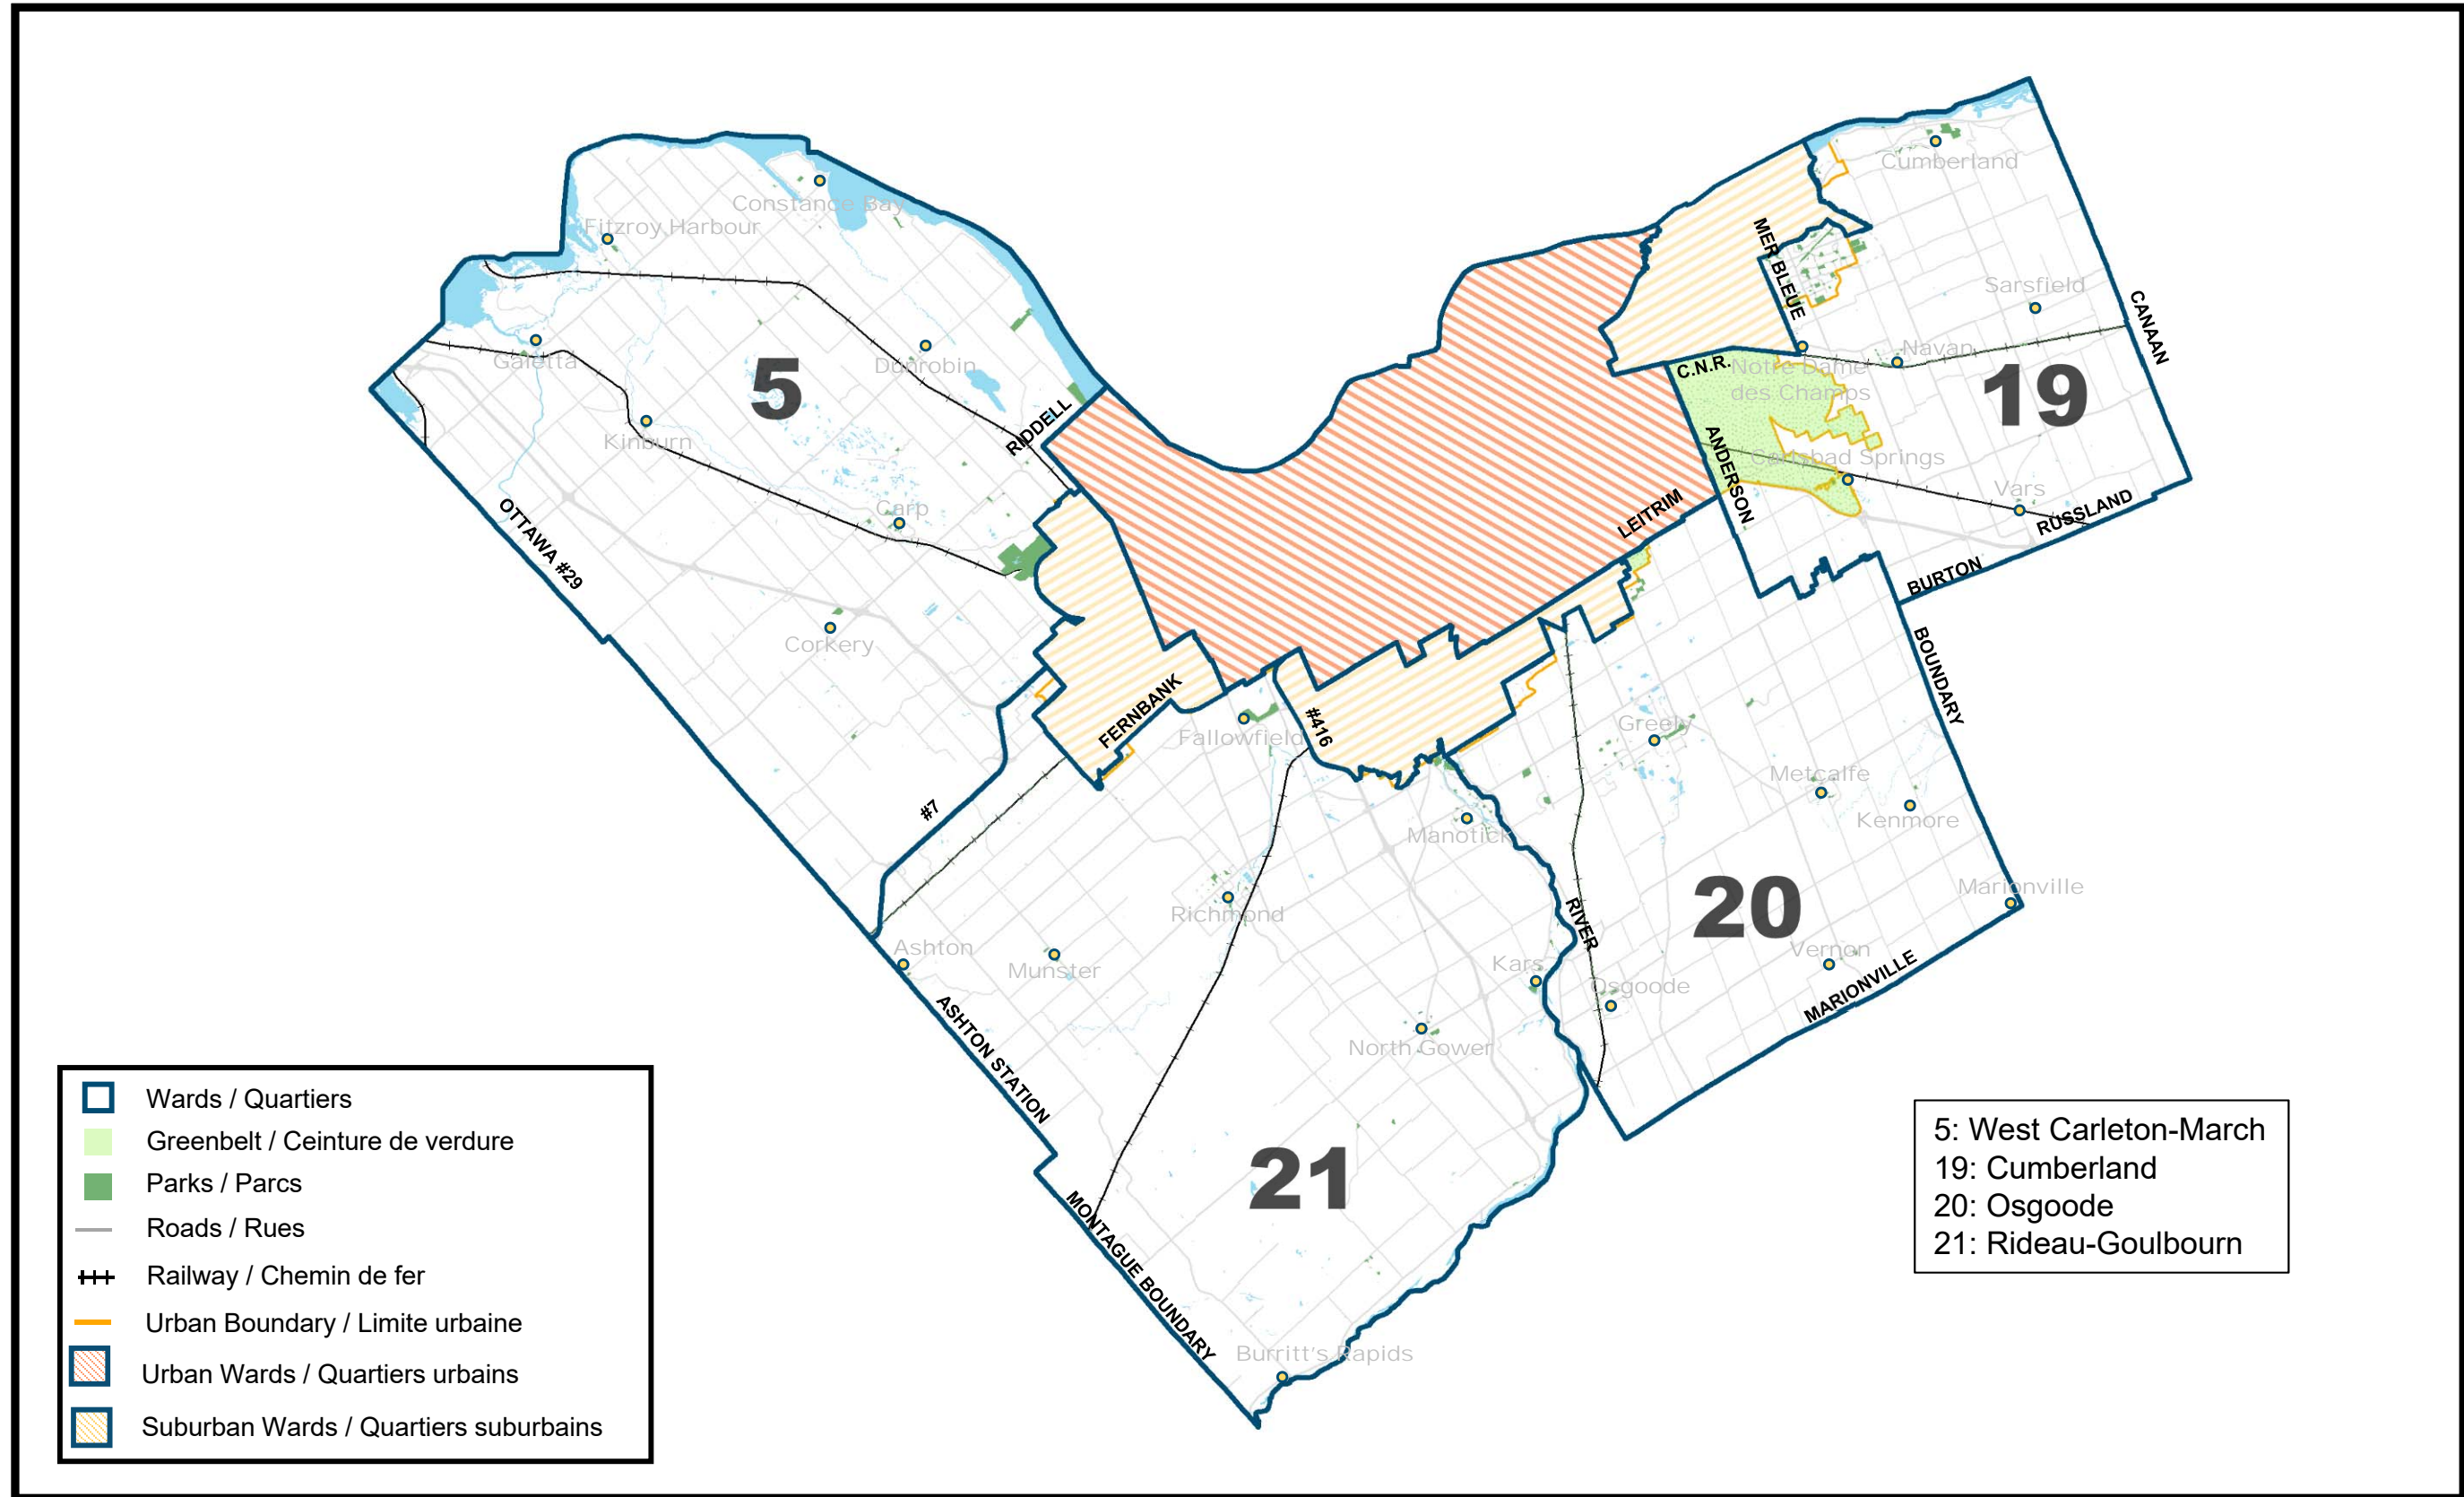 Cumberland
Constance Bay
Fitzroy Harbour
MER BLEUE
Sarsfield
CANAAN
Galetta
Dunrobin
5
C.N.R.
Navan
Notre Dame
des Champs
19
RIDDELL
Kinburn
ANDERSON
Carlsbad Springs
Vars
LEITRIM
RUSSLAND
Carp
OTTAWA #29
BURTON
Corkery
BOUNDARY
FERNBANK
#416
Fallowfield
Greely
Metcalfe
#7
Manotick
Kenmore
Marionville
20
Richmond
RIVER
Ashton
Munster
Vernon
Kars
Osgoode
MARIONVILLE
ASHTON STATION
North Gower
21
MONTAGUE BOUNDARY
Burritt's Rapids
Wards / Quartiers
Greenbelt / Ceinture de verdure
Parks / Parcs
Roads / Rues
Railway / Chemin de fer
Urban Boundary / Limite urbaine
Urban Wards / Quartiers urbains
Suburban Wards / Quartiers suburbains
5: West Carleton-March
19: Cumberland
20: Osgoode
21: Rideau-Goulbourn